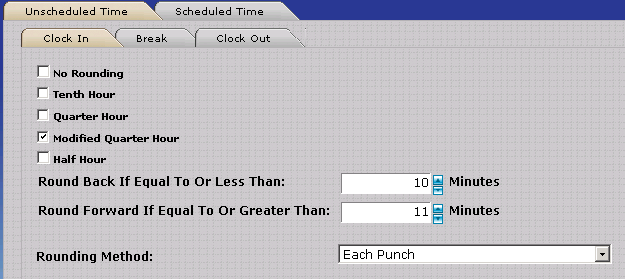 Unscheduled Time Scheduled Time
Clock In Break Clock Out
No Rounding
Tenth Hour
Quarter Hour
Modified Quarter Hour
Half Hour
Round Back If Equal To Or Less Than: 10 Minutes
Round Forward If Equal To Or Greater Than: 11 Minutes
Rounding Method: Each Punch